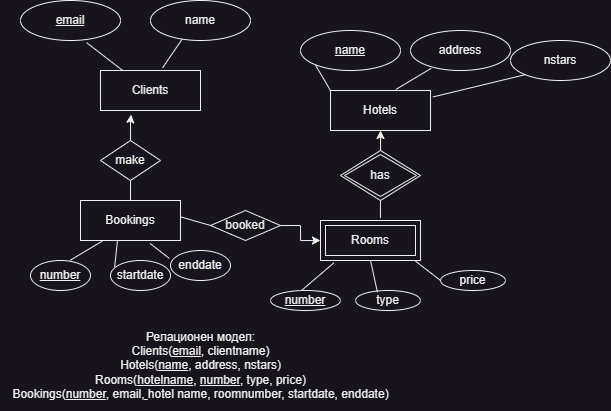 email
name
name
address
nstars
Clients
Hotels
make
has
Bookings
booked
Rooms
number
startdate
enddate
number
type
price
Релационен модел:
Clients(email, clientname)
Hotels(name, address, nstars)
Rooms(hotelname, number, type, price)
Bookings(number, email, hotel name, roomnumber, startdate, enddate)